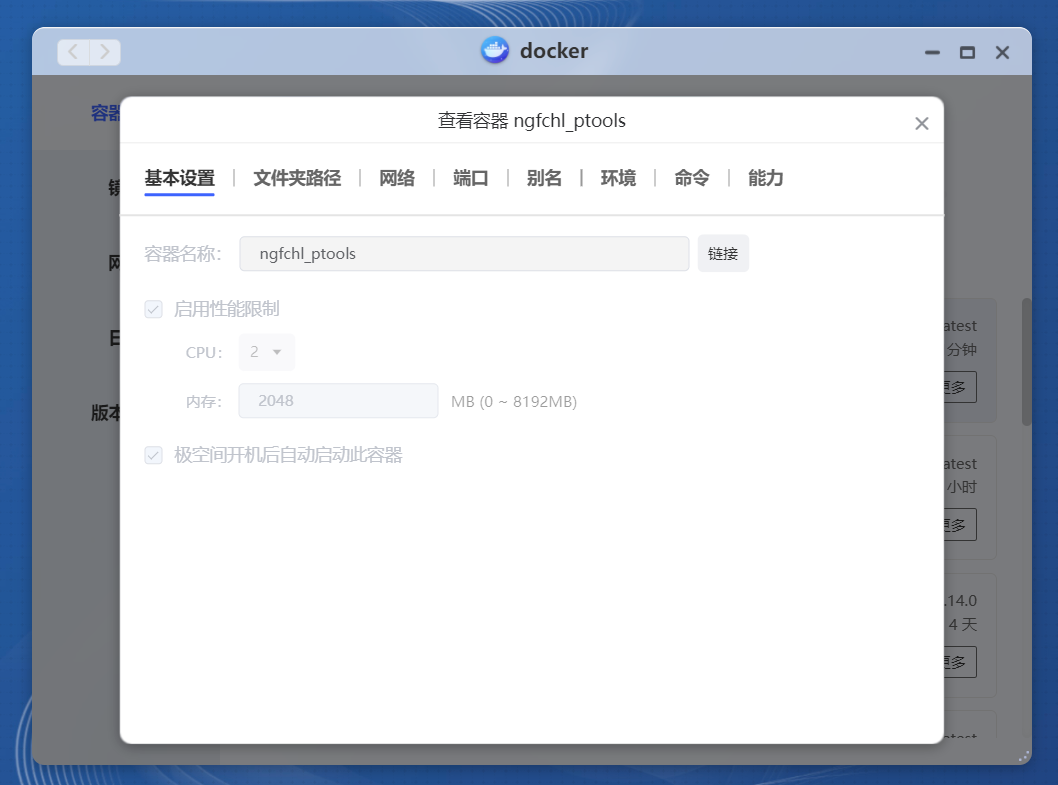 docker
容器
查看容器 ngfchl_ptools
基本设置 文件夹路径 网络 端口 别名 环境 命令 能力
容器名称： ngfchl_ptools 链接
启用性能限制
CPU： 2
内存： 2048 MB (0 ~ 8192MB)
极空间开机后自动启动此容器
版本
atest
分钟
更多
atest
小时
更多
.14.0
4 天
更多